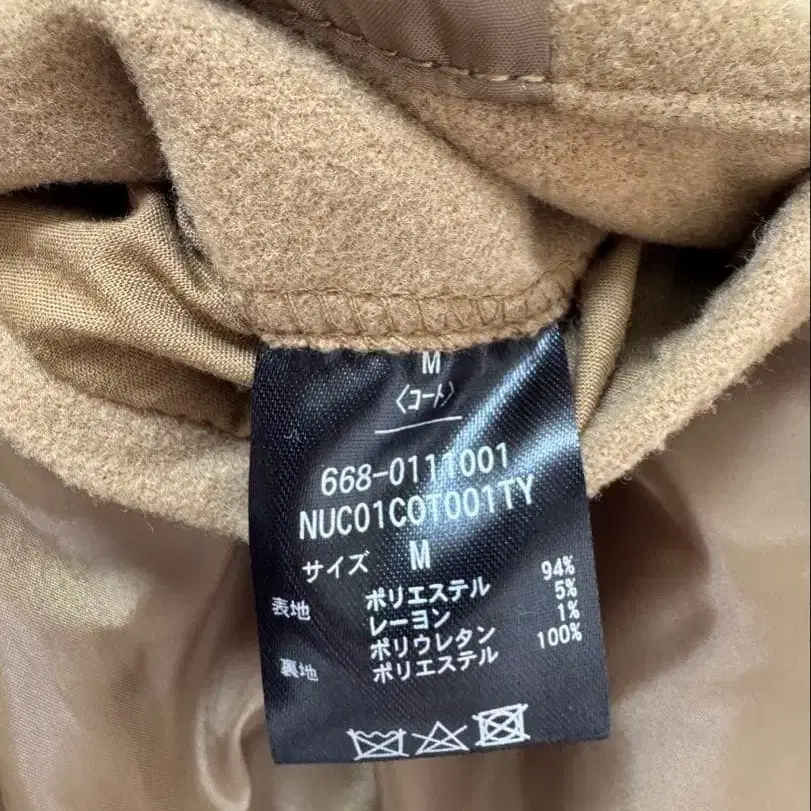 M
〈コート〉
668-0111001
NUC01COT001TY
サイズ M
表地 ポリエステル 94%
レーヨン 5%
ポリウレタン 1%
裏地 ポリエステル 100%